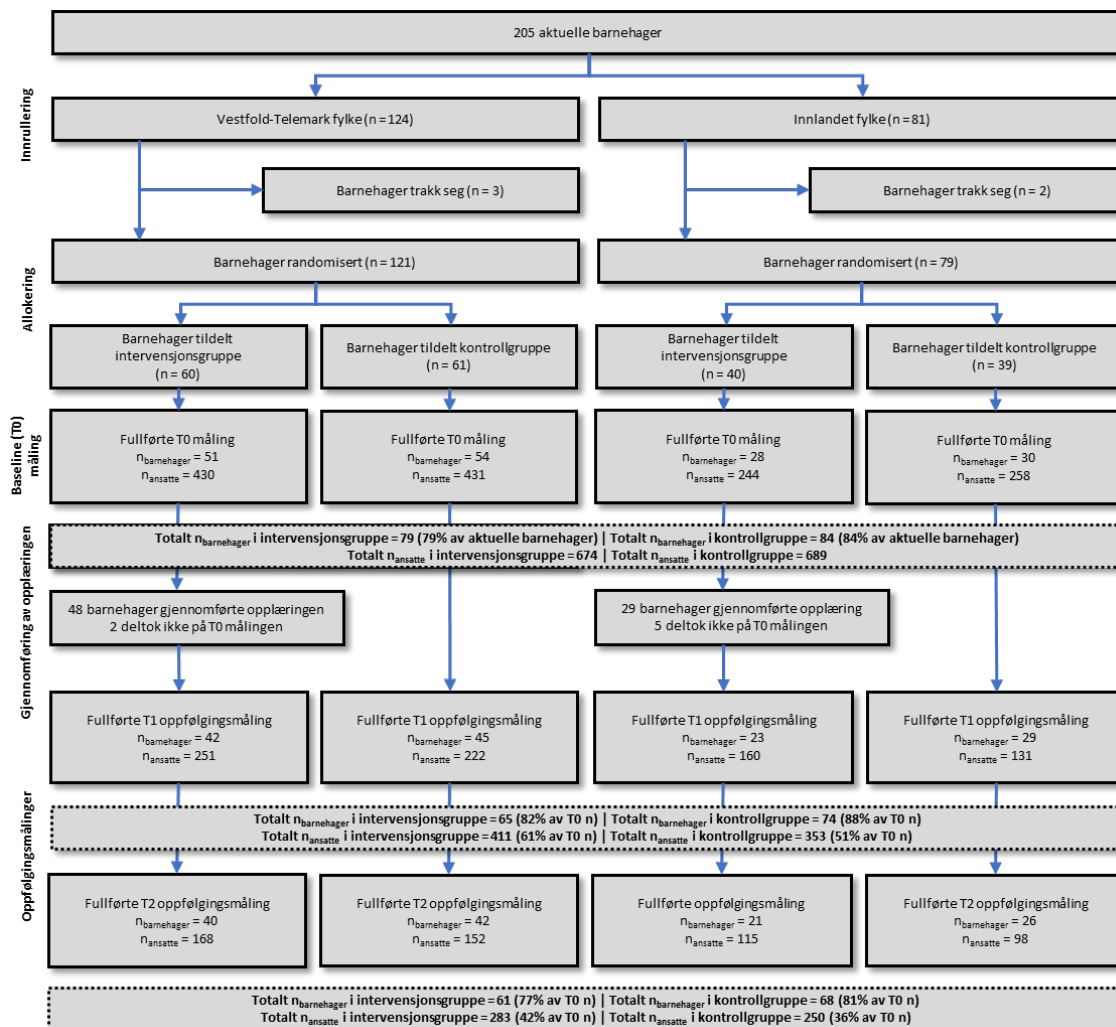 205 aktuelle barnehager
Innrullering
Vestfold-Telemark fylke (n = 124)
Innlandet fylke (n = 81)
Barnehager trakk seg (n = 3)
Barnehager trakk seg (n = 2)
Allokering
Barnehager randomisert (n = 121)
Barnehager randomisert (n = 79)
Barnehager tildelt
intervensjonsgruppe
(n = 60)
Barnehager tildelt kontrollgruppe
(n = 61)
Barnehager tildelt
intervensjonsgruppe
(n = 40)
Barnehager tildelt kontrollgruppe
(n = 39)
Baseline (T0)
måling
Fullførte T0 måling
nbarnehager = 51
nansatte = 430
Fullførte T0 måling
nbarnehager = 54
nansatte = 431
Fullførte T0 måling
nbarnehager = 28
nansatte = 244
Fullførte T0 måling
nbarnehager = 30
nansatte = 258
Totalt nbarnehager i intervensjonsgruppe = 79 (79% av aktuelle barnehager) | Totalt nbarnehager i kontrollgruppe = 84 (84% av aktuelle barnehager)
Totalt nansatte i intervensjonsgruppe = 674 | Totalt nansatte i kontrollgruppe = 689
Gjennomføring av opplæringen
48 barnehager gjennomførte opplæringen
2 deltok ikke på T0 målingen
29 barnehager gjennomførte opplæring
5 deltok ikke på T0 målingen
Fullførte T1 oppfølgingsmåling
nbarnehager = 42
nansatte = 251
Fullførte T1 oppfølgingsmåling
nbarnehager = 45
nansatte = 222
Fullførte T1 oppfølgingsmåling
nbarnehager = 23
nansatte = 160
Fullførte T1 oppfølgingsmåling
nbarnehager = 29
nansatte = 131
Oppfølgingsmålinger
Totalt nbarnehager i intervensjonsgruppe = 65 (82% av T0 n) | Totalt nbarnehager i kontrollgruppe = 74 (88% av T0 n)
Totalt nansatte i intervensjonsgruppe = 411 (61% av T0 n) | Totalt nansatte i kontrollgruppe = 353 (51% av T0 n)
Fullførte T2 oppfølgingsmåling
nbarnehager = 40
nansatte = 168
Fullførte T2 oppfølgingsmåling
nbarnehager = 42
nansatte = 152
Fullførte oppfølgingsmåling
nbarnehager = 21
nansatte = 115
Fullførte T2 oppfølgingsmåling
nbarnehager = 26
nansatte = 98
Totalt nbarnehager i intervensjonsgruppe = 61 (77% av T0 n) | Totalt nbarnehager i kontrollgruppe = 68 (81% av T0 n)
Totalt nansatte i intervensjonsgruppe = 283 (42% av T0 n) | Totalt nansatte i kontrollgruppe = 250 (36% av T0 n)